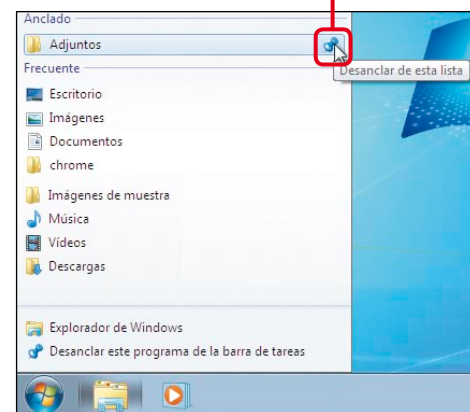 Anclado
Adjuntos
Desanclar de esta lista
Frecuente
Escritorio
Imágenes
Documentos
chrome
Imágenes de muestra
Música
Vídeos
Descargas
Explorador de Windows
Desanclar este programa de la barra de tareas